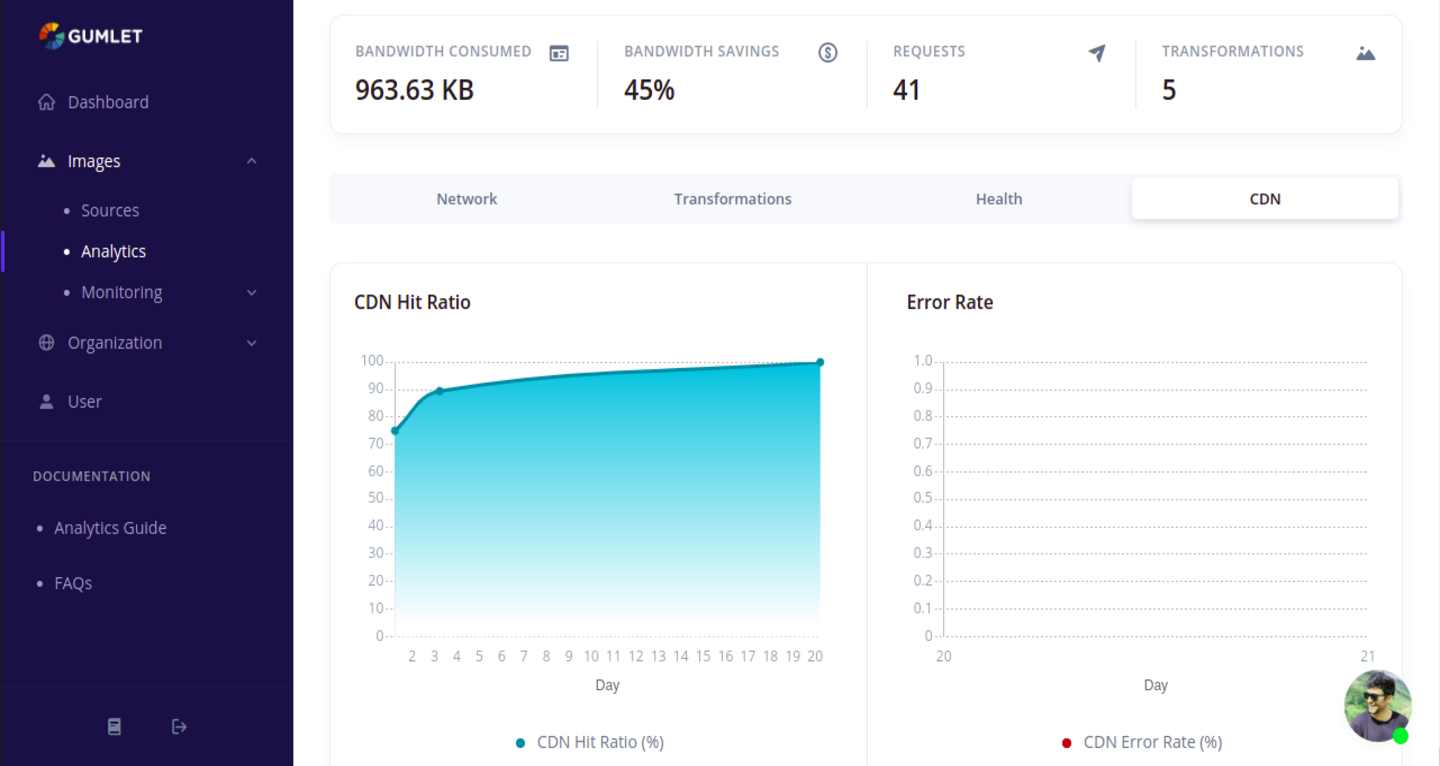 GUMLET
Dashboard
Images
Sources
Analytics
Monitoring
Organization
User
DOCUMENTATION
Analytics Guide
FAQs
BANDWIDTH CONSUMED
963.63 KB
BANDWIDTH SAVINGS
45%
REQUESTS
41
TRANSFORMATIONS
5
Network Transformations Health CDN
CDN Hit Ratio
100
90
80
70
60
50
40
30
20
10
0
2 3 4 5 6 7 8 9 10 11 12 13 14 15 16 17 18 19 20
Day
CDN Hit Ratio (%)
Error Rate
1.0
0.9
0.8
0.7
0.6
0.5
0.4
0.3
0.2
0.1
0
20 21
Day
CDN Error Rate (%)